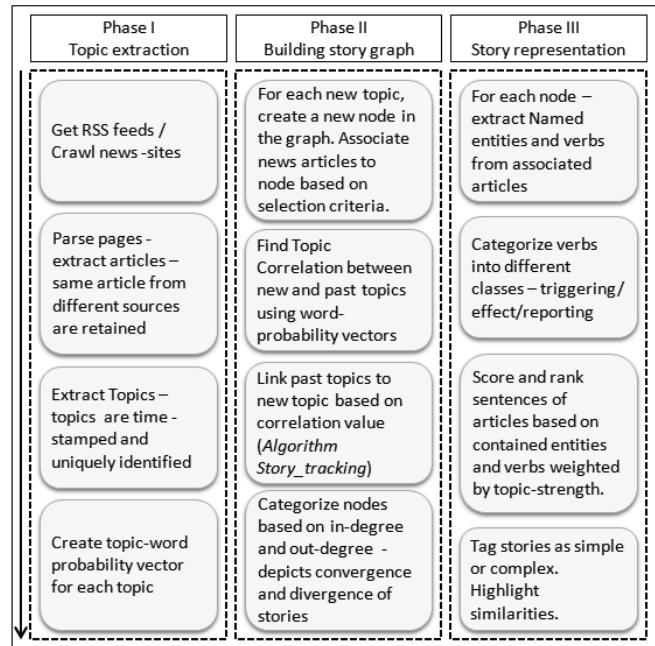 Phase I
Topic extraction
Get RSS feeds /
Crawl news -sites
Parse pages -
extract articles –
same article from
different sources
are retained
Extract Topics –
topics are time -
stamped and
uniquely identified
Create topic-word
probability vector
for each topic
Phase II
Building story graph
For each new topic,
create a new node in
the graph. Associate
news articles to
node based on
selection criteria.
Find Topic
Correlation between
new and past topics
using word-
probability vectors
Link past topics to
new topic based on
correlation value
(Algorithm
Story_tracking)
Categorize nodes
based on in-degree
and out-degree -
depicts convergence
and divergence of
stories
Phase III
Story representation
For each node –
extract Named
entities and verbs
from associated
articles
Categorize verbs
into different
classes – triggering/
effect/reporting
Score and rank
sentences of
articles based on
contained entities
and verbs weighted
by topic-strength.
Tag stories as simple
or complex.
Highlight
similarities.